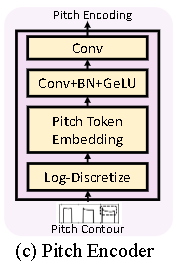 Pitch Encoding
Conv
Conv+BN+GeLU
Pitch Token
Embedding
Log-Discretize
Pitch Contour
(c) Pitch Encoder